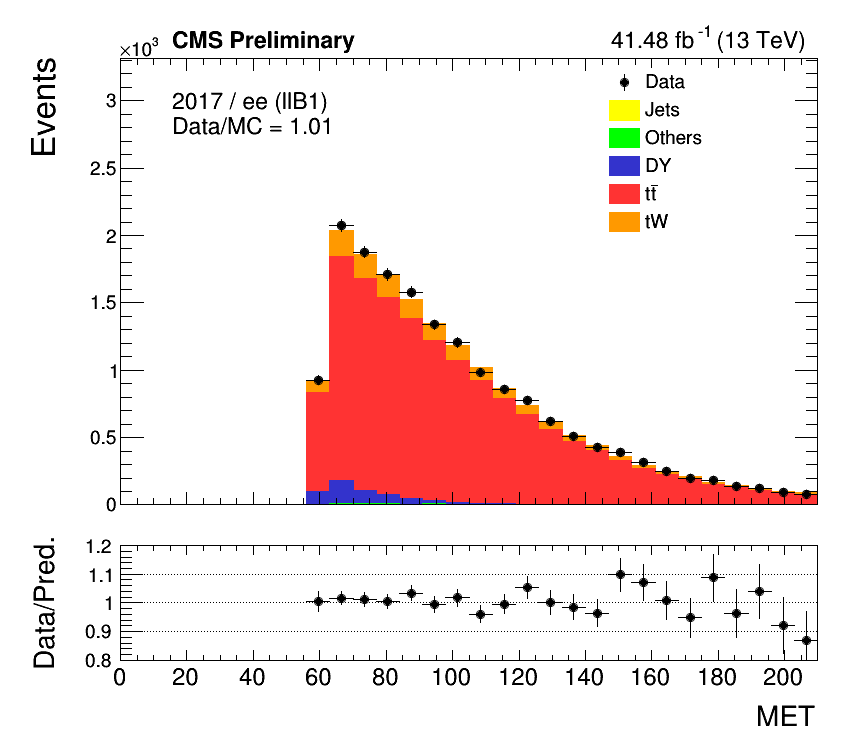 ×10³ CMS Preliminary 41.48 fb⁻¹ (13 TeV)
Events
2017 / ee (llB1)
Data/MC = 1.01
Data
Jets
Others
DY
tt̄
tW
3
2.5
2
1.5
1
0.5
0
Data/Pred.
1.2
1.1
1
0.9
0.8
0 20 40 60 80 100 120 140 160 180 200
MET